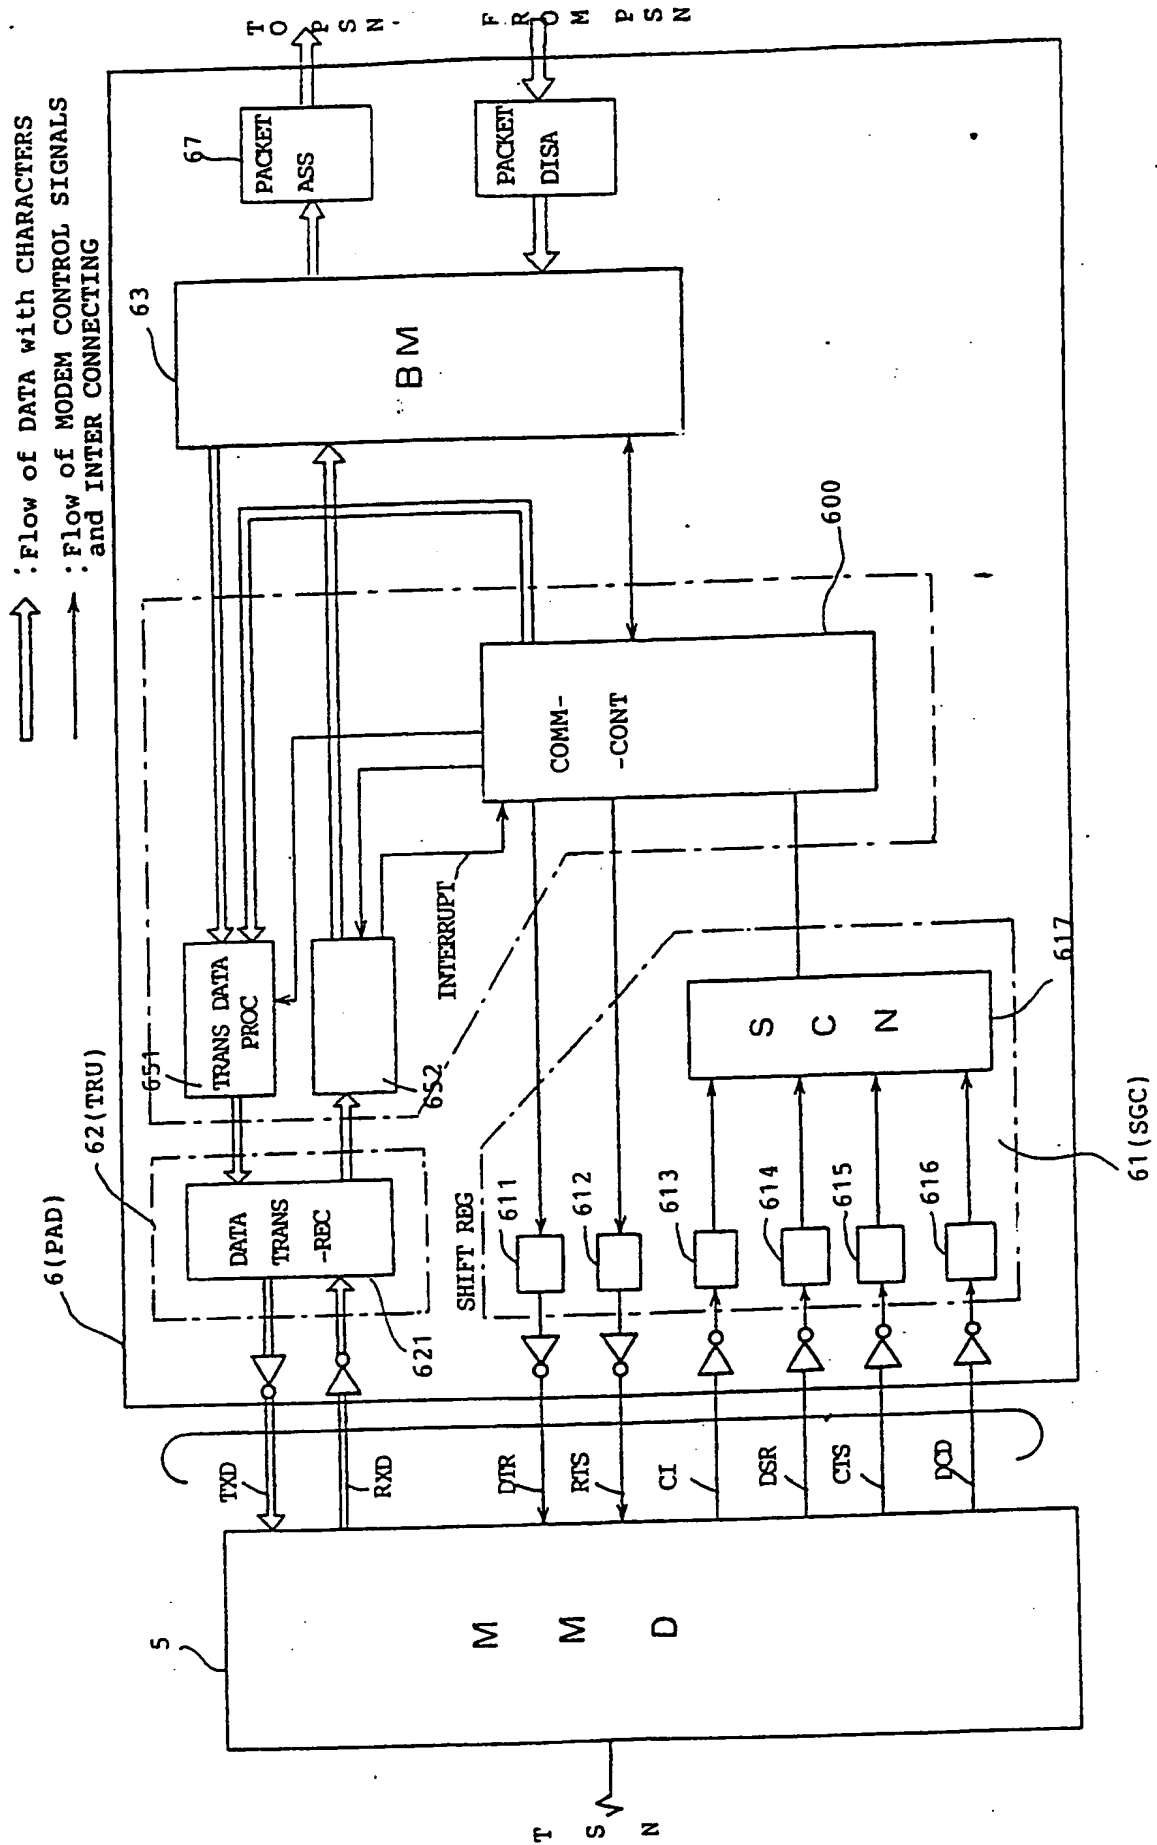 :Flow of DATA with CHARACTERS
:Flow of MODEM CONTROL SIGNALS
and INTER CONNECTING
TO PSN
FROM PSN
67
PACKET
ASS
PACKET
DISA
63
BM
600
COMM-
-CONT
INTERRUPT
651
TRANS DATA
PROC
652
62(TRU)
6(PAD)
DATA
TRANS
-REC
621
SHIFT REG
611
612
613
614
615
616
SCN
617
61(SGC)
TXD
RXD
DTR
RTS
CI
DSR
CTS
DCD
5
MMD
TSN